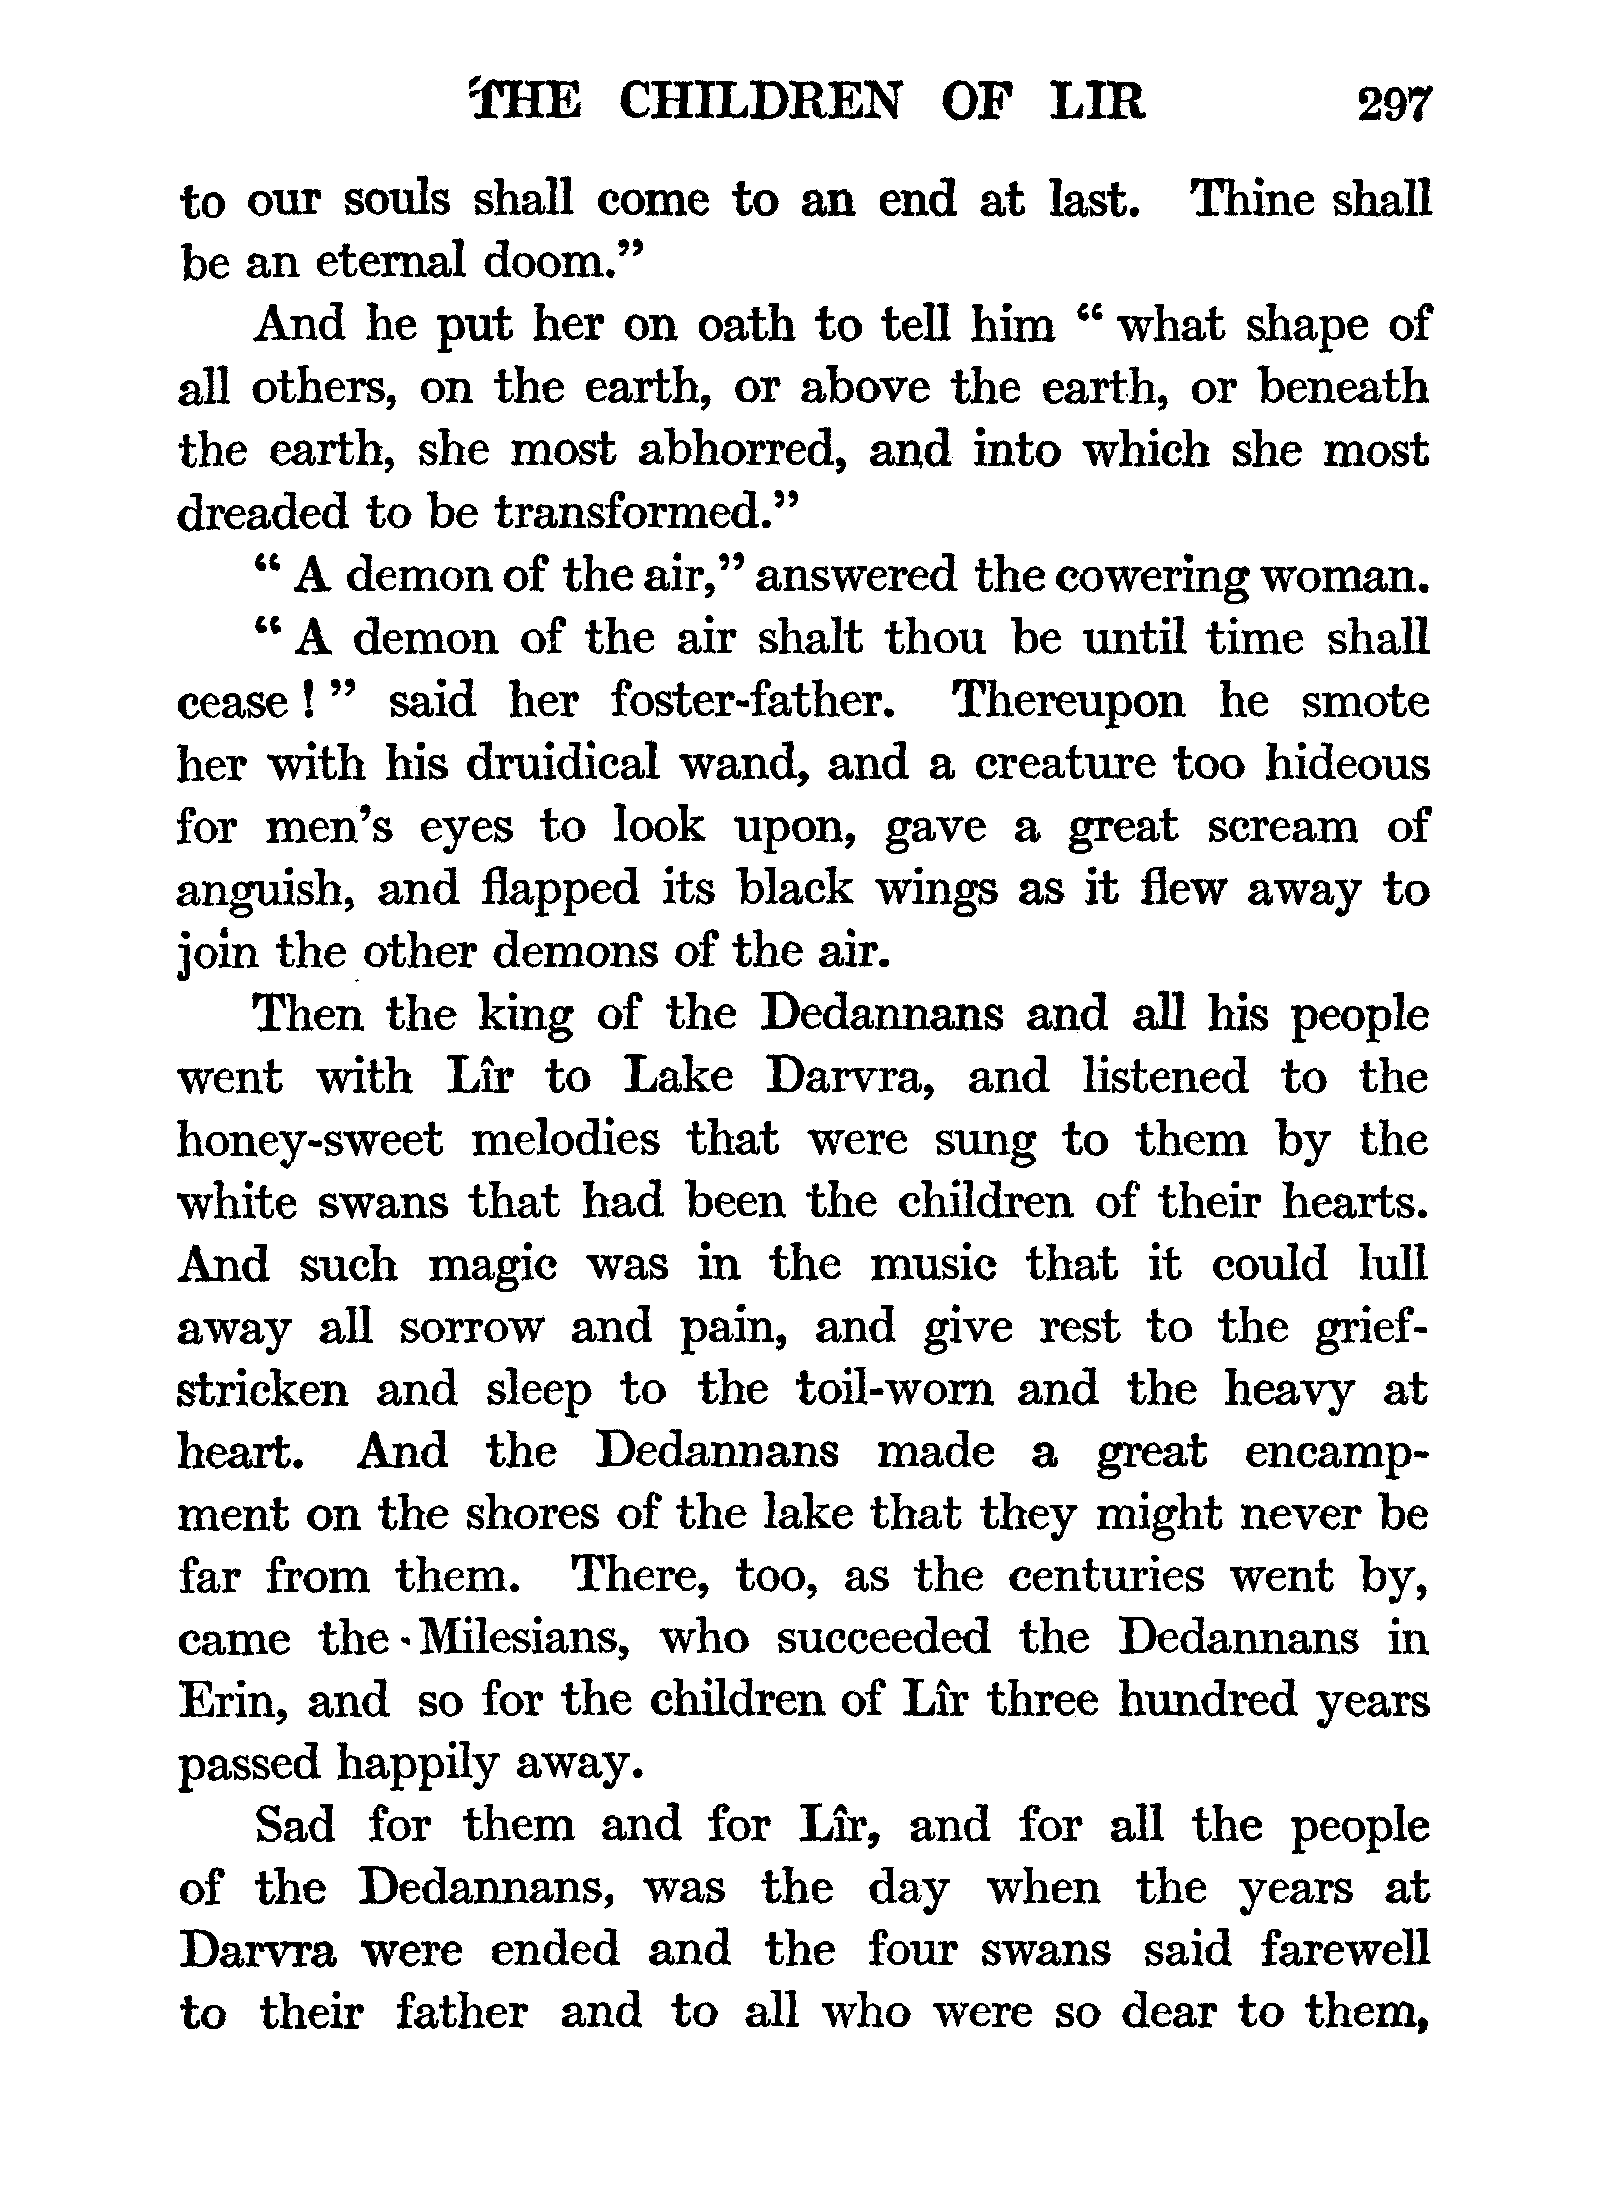 THE CHILDREN OF LIR 297
to our souls shall come to an end at last. Thine shall
be an eternal doom.”
And he put her on oath to tell him “ what shape of
all others, on the earth, or above the earth, or beneath
the earth, she most abhorred, and into which she most
dreaded to be transformed.”
“ A demon of the air,” answered the cowering woman.
“ A demon of the air shalt thou be until time shall
cease ! ” said her foster-father. Thereupon he smote
her with his druidical wand, and a creature too hideous
for men’s eyes to look upon, gave a great scream of
anguish, and flapped its black wings as it flew away to
join the other demons of the air.
Then the king of the Dedannans and all his people
went with Lîr to Lake Darvra, and listened to the
honey-sweet melodies that were sung to them by the
white swans that had been the children of their hearts.
And such magic was in the music that it could lull
away all sorrow and pain, and give rest to the grief-
stricken and sleep to the toil-worn and the heavy at
heart. And the Dedannans made a great encamp-
ment on the shores of the lake that they might never be
far from them. There, too, as the centuries went by,
came the Milesians, who succeeded the Dedannans in
Erin, and so for the children of Lîr three hundred years
passed happily away.
Sad for them and for Lîr, and for all the people
of the Dedannans, was the day when the years at
Darvra were ended and the four swans said farewell
to their father and to all who were so dear to them,